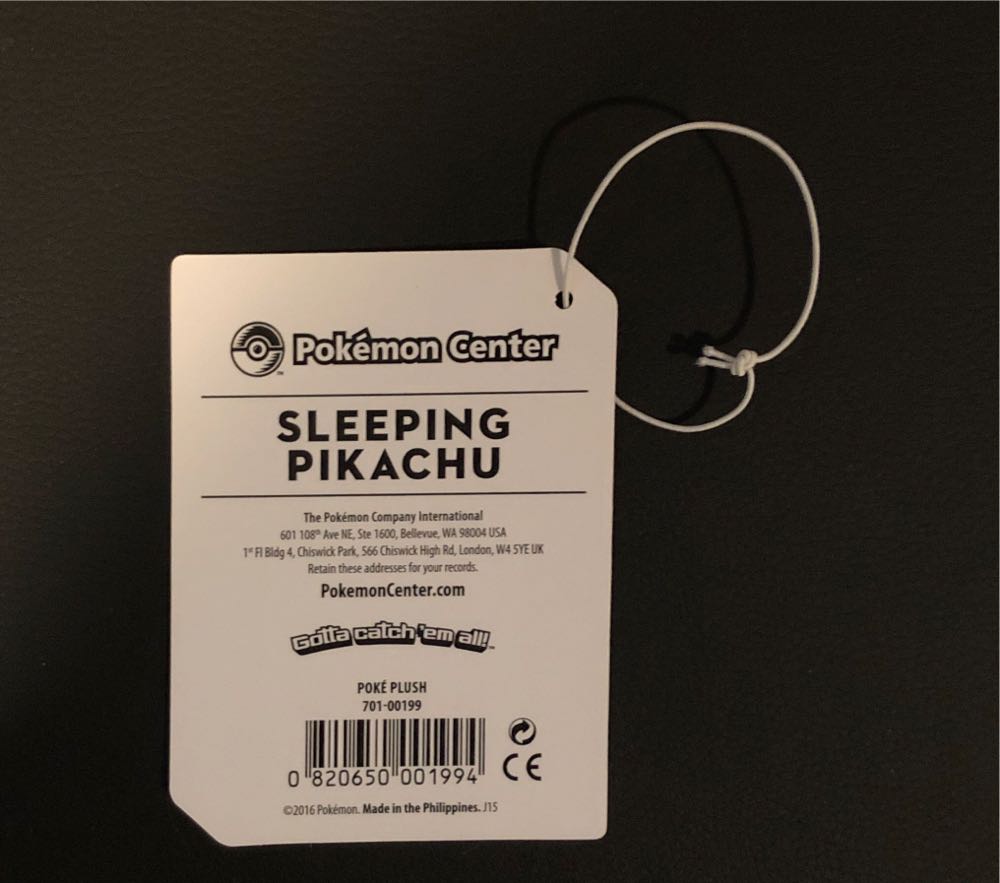 Pokémon Center
SLEEPING
PIKACHU
The Pokémon Company International
601 108th Ave NE, Ste 1600, Bellevue, WA 98004 USA
1st Fl Bldg 4, Chiswick Park, 566 Chiswick High Rd, London, W4 5YE UK
Retain these addresses for your records.
PokemonCenter.com
Gotta catch 'em all!™
POKÉ PLUSH
701-00199
0 820650 001994
CE
©2016 Pokémon. Made in the Philippines. J15